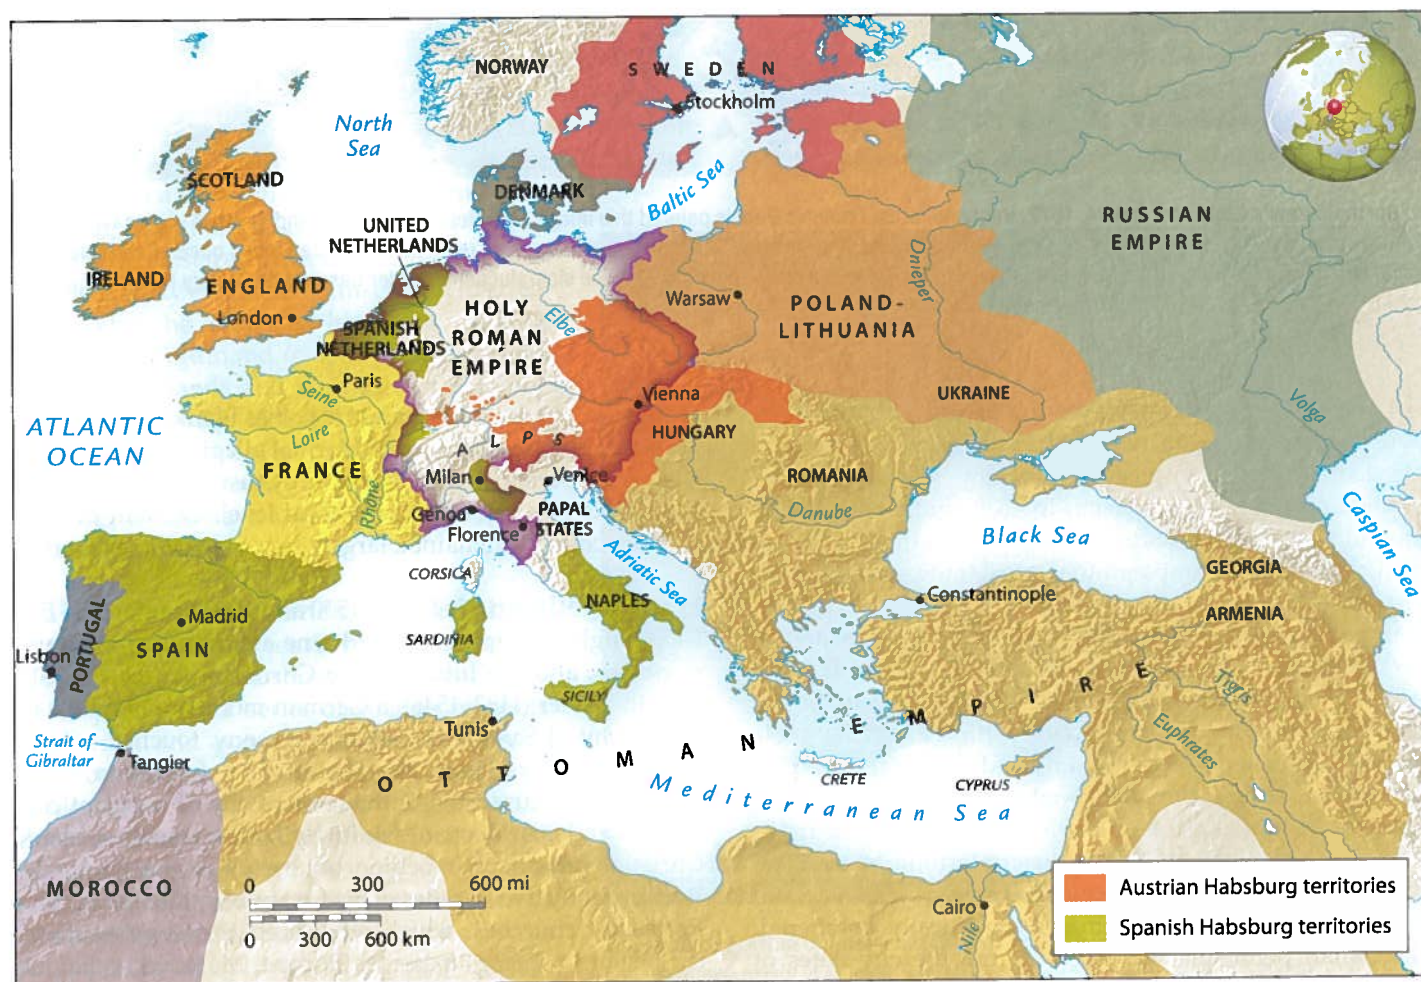 NORWAY
SWEDEN
Stockholm
North
Sea
SCOTLAND
DENMARK
Baltic Sea
UNITED
NETHERLANDS
RUSSIAN
EMPIRE
IRELAND
ENGLAND
London
HOLY
ROMAN
EMPIRE
Elbe
Warsaw
POLAND-
LITHUANIA
Dnieper
SPANISH
NETHERLANDS
Paris
Seine
Loire
Vienna
UKRAINE
Volga
ATLANTIC
OCEAN
FRANCE
Rhone
ALPS
HUNGARY
Milan
Venice
ROMANIA
Danube
Genoa
Florence
PAPAL
STATES
Adriatic Sea
Black Sea
Caspian Sea
CORSICA
GEORGIA
Constantinople
ARMENIA
NAPLES
Madrid
PORTUGAL
SPAIN
Lisbon
SARDINIA
SICILY
Tigris
Euphrates
Strait of
Gibraltar
Tangier
Tunis
OTTOMAN EMPIRE
CRETE
CYPRUS
Mediterranean Sea
MOROCCO
0 300 600 mi
0 300 600 km
Cairo
Nile
Austrian Habsburg territories
Spanish Habsburg territories